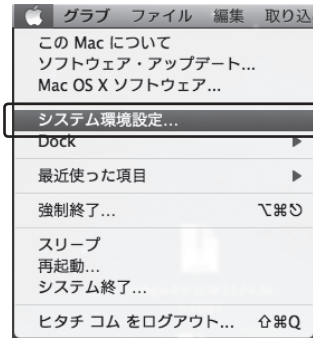 グラブ ファイル 編集 取り込
この Mac について
ソフトウェア・アップデート...
Mac OS X ソフトウェア...
システム環境設定...
Dock ▶
最近使った項目 ▶
強制終了... ⌥⌘⎋
スリープ
再起動...
システム終了...
ヒタチ コム をログアウト... ⇧⌘Q